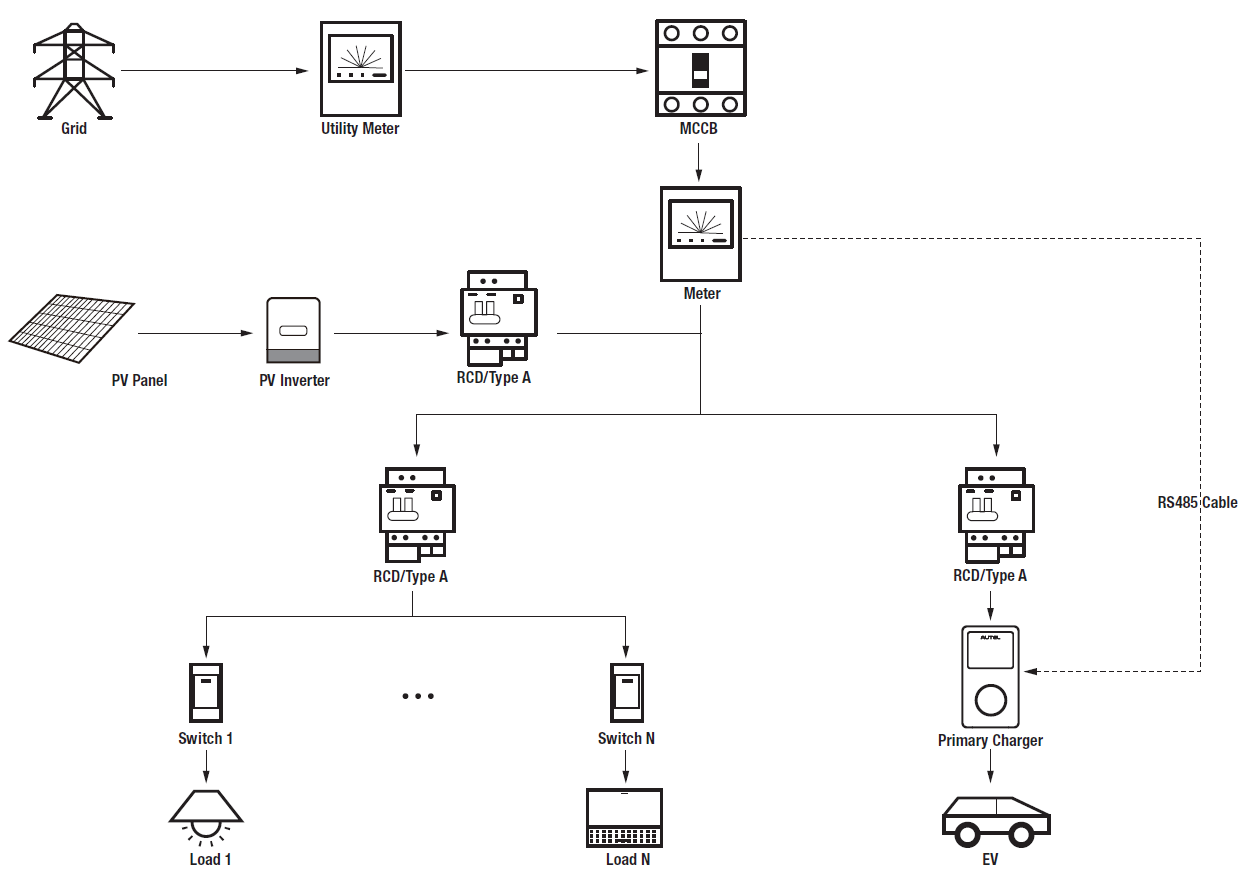 Grid
Utility Meter
MCCB
Meter
PV Panel
PV Inverter
RCD/Type A
RCD/Type A
RCD/Type A
RS485 Cable
AUTEL
Switch 1
Switch N
Primary Charger
Load 1
Load N
EV